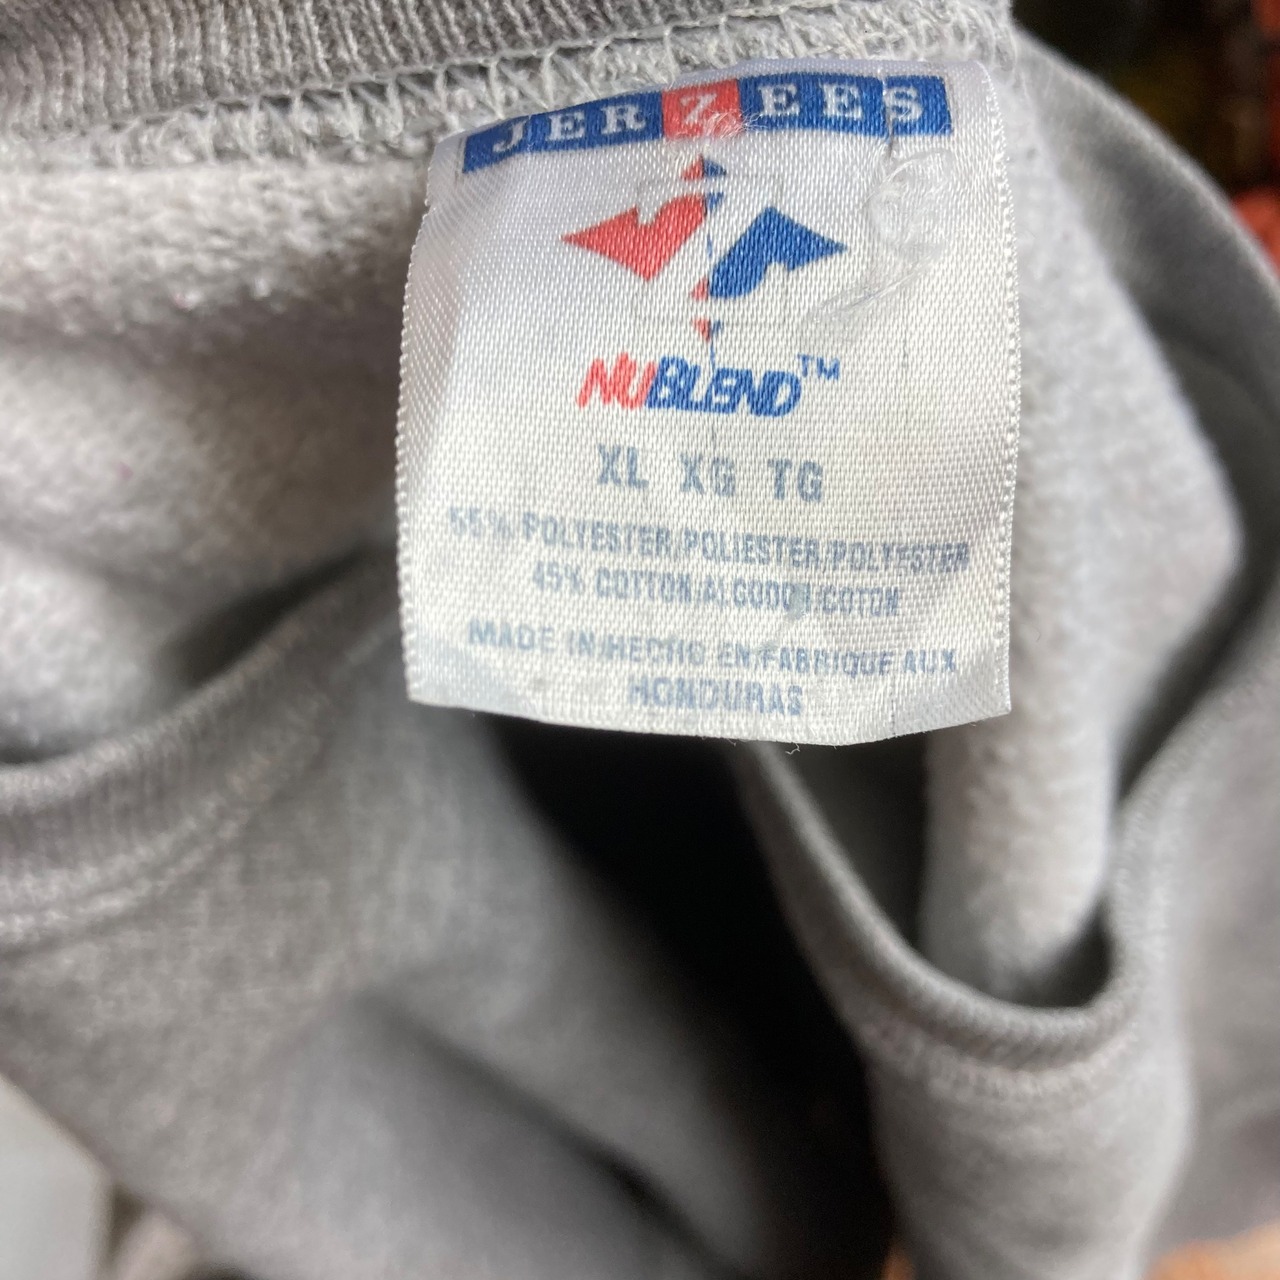 JERZEES
NUBLEND™
XL XG TG
55% POLYESTER/POLIESTER/POLYESTER
45% COTTON/ALGODON/COTON
MADE IN/HECHO EN/FABRIQUE AUX
HONDURAS